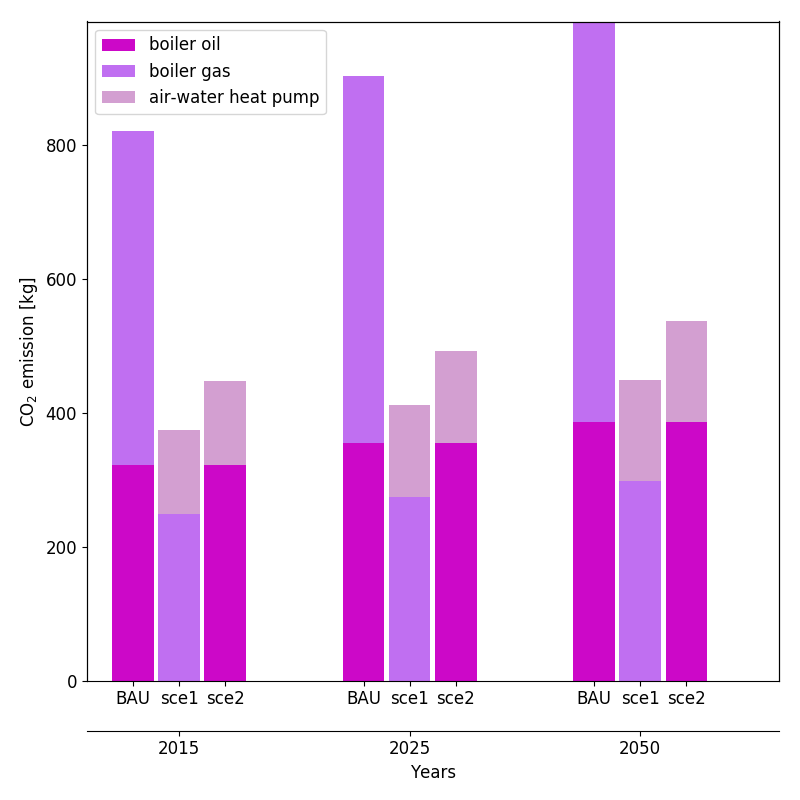 boiler oil
boiler gas
air-water heat pump
800
600
400
200
0
CO₂ emission [kg]
BAU sce1 sce2 BAU sce1 sce2 BAU sce1 sce2
2015 2025 2050
Years